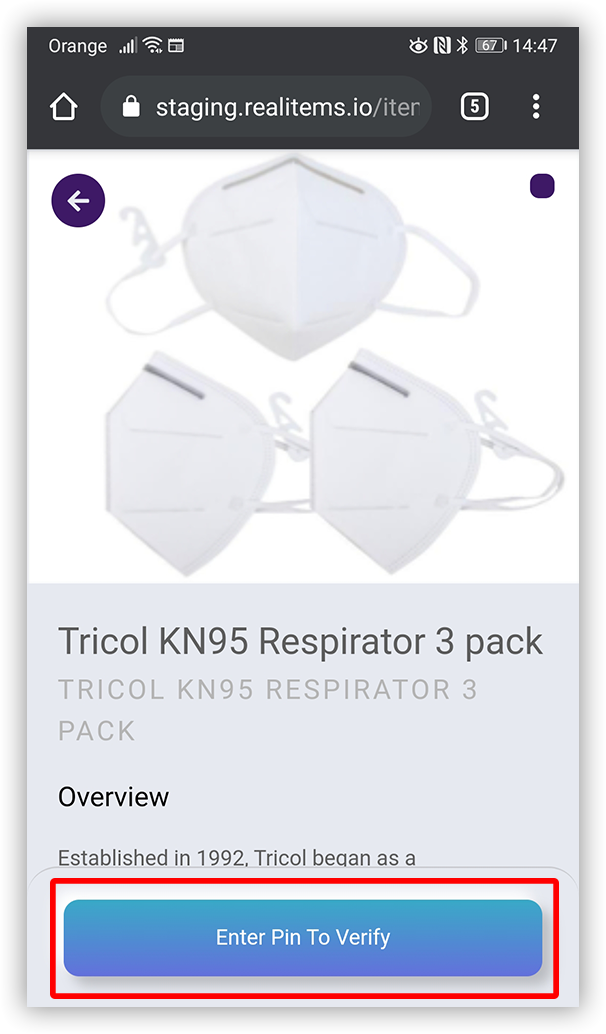 Orange 67 14:47
staging.realitems.io/iter 5
Tricol KN95 Respirator 3 pack
TRICOL KN95 RESPIRATOR 3
PACK
Overview
Established in 1992, Tricol began as a
Enter Pin To Verify